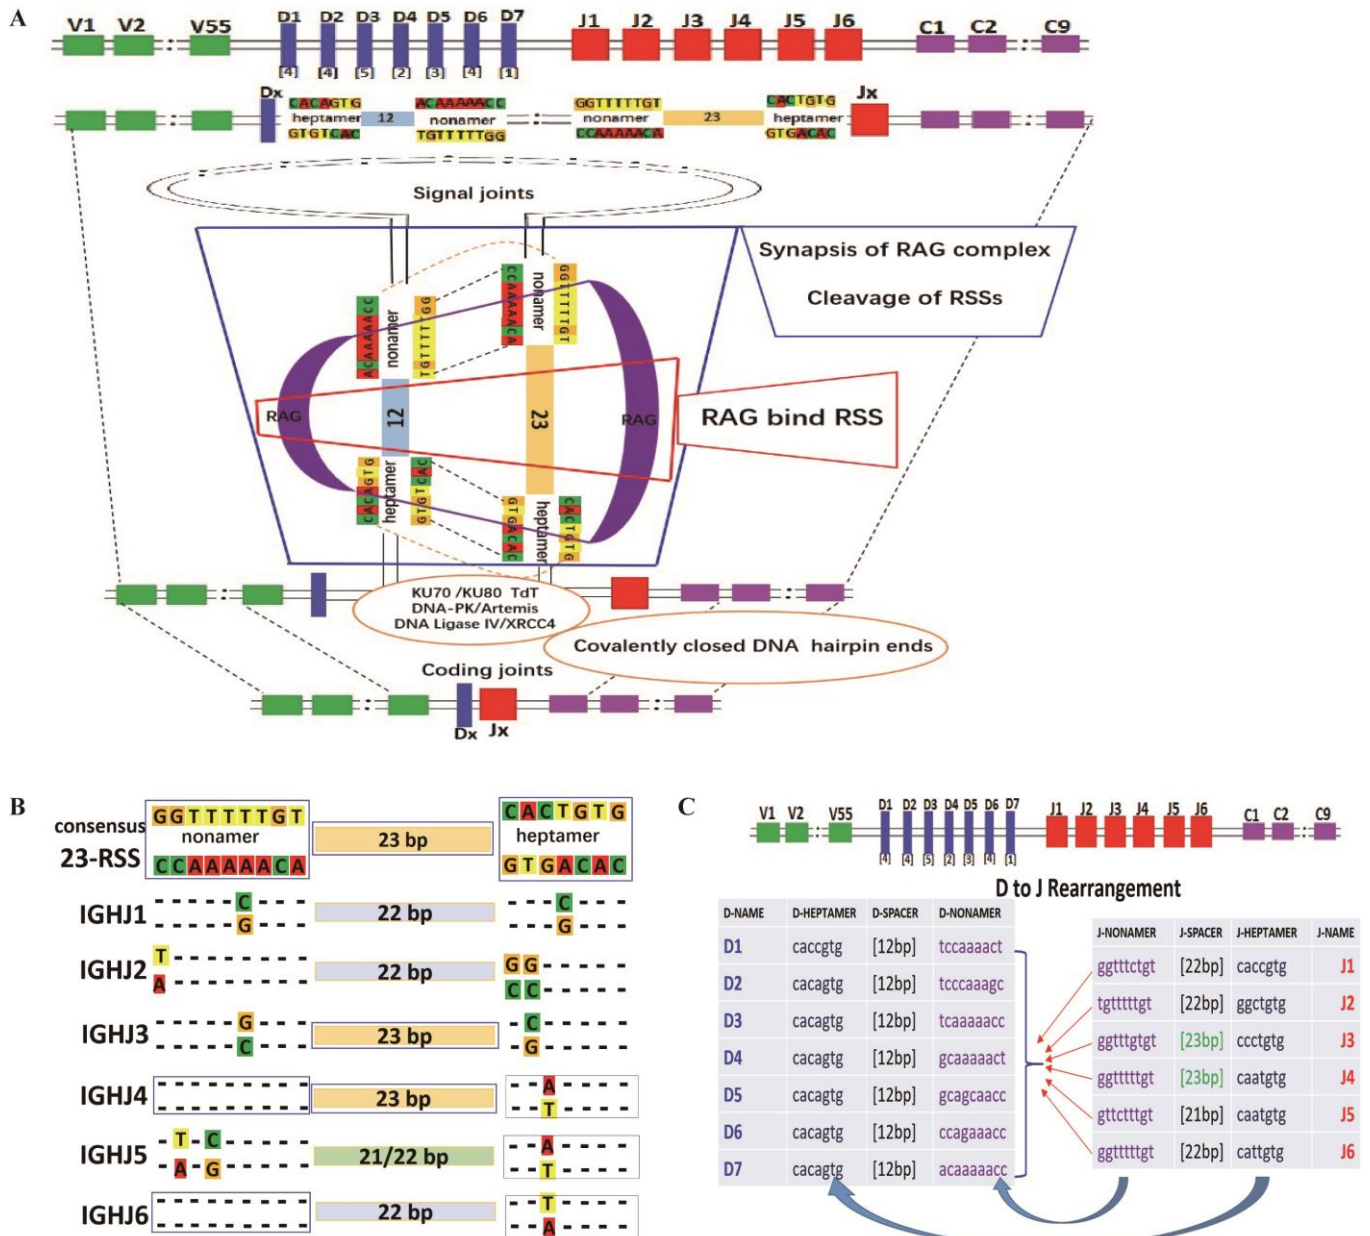 A
V1 V2 : V55 D1 D2 D3 D4 D5 D6 D7 J1 J2 J3 J4 J5 J6 C1 C2 : C9
[4] [4] [5] [2] [3] [4] [1]
Dx CACAGTG ACAAAAACC GGTTTTTGT CACTGTG Jx
heptamer 12 nonamer : nonamer 23 heptamer
GTGTCAC TGTTTTTGG CCAAAAACA GTGACAC
Signal joints
Synapsis of RAG complex
Cleavage of RSSs
CCAAAAACA nonamer GGTTTTTGT
ACAAAAACC nonamer TGTTTTTGG
RAG 12 23 RAG
RAG bind RSS
CACAGTG heptamer GTGTCAC
GTGACAC heptamer CACTGTG
KU70 /KU80 TdT
DNA-PK/Artemis
DNA Ligase IV/XRCC4
Covalently closed DNA hairpin ends
Coding joints
Dx Jx
B
consensus
23-RSS
GGTTTTTGT
nonamer
CCAAAAACA
23 bp
CACTGTG
heptamer
GTGACAC
IGHJ1 - - - - - C - - - 22 bp - - - C - - -
- - - - - G - - - - - - G - - -
IGHJ2 T - - - - - - - - 22 bp GG - - - - -
A - - - - - - - - CC - - - - -
IGHJ3 - - - - - G - - - 23 bp - C - - - - -
- - - - - C - - - - G - - - - -
IGHJ4 - - - - - - - - - 23 bp - - A - - - -
- - - - - - - - - - - T - - - -
IGHJ5 - T - C - - - - - 21/22 bp - - A - - - -
- A - G - - - - - - - T - - - -
IGHJ6 - - - - - - - - - 22 bp - - T - - - -
- - - - - - - - - - - A - - - -
C
V1 V2 : V55 D1 D2 D3 D4 D5 D6 D7 J1 J2 J3 J4 J5 J6 C1 C2 : C9
[4] [4] [5] [2] [3] [4] [1]
D to J Rearrangement
D-NAME D-HEPTAMER D-SPACER D-NONAMER
D1 caccgtg [12bp] tccaaaact
D2 cacagtg [12bp] tcccaaagc
D3 cacagtg [12bp] tcaaaaacc
D4 cacagtg [12bp] gcaaaaact
D5 cacagtg [12bp] gcagcaacc
D6 cacagtg [12bp] ccagaaacc
D7 cacagtg [12bp] acaaaaacc
J-NONAMER J-SPACER J-HEPTAMER J-NAME
ggtttctgt [22bp] caccgtg J1
tgtttttgt [22bp] ggctgtg J2
ggtttgtgt [23bp] ccctgtg J3
ggtttttgt [23bp] caatgtg J4
gttctttgt [21bp] caatgtg J5
ggtttttgt [22bp] cattgtg J6